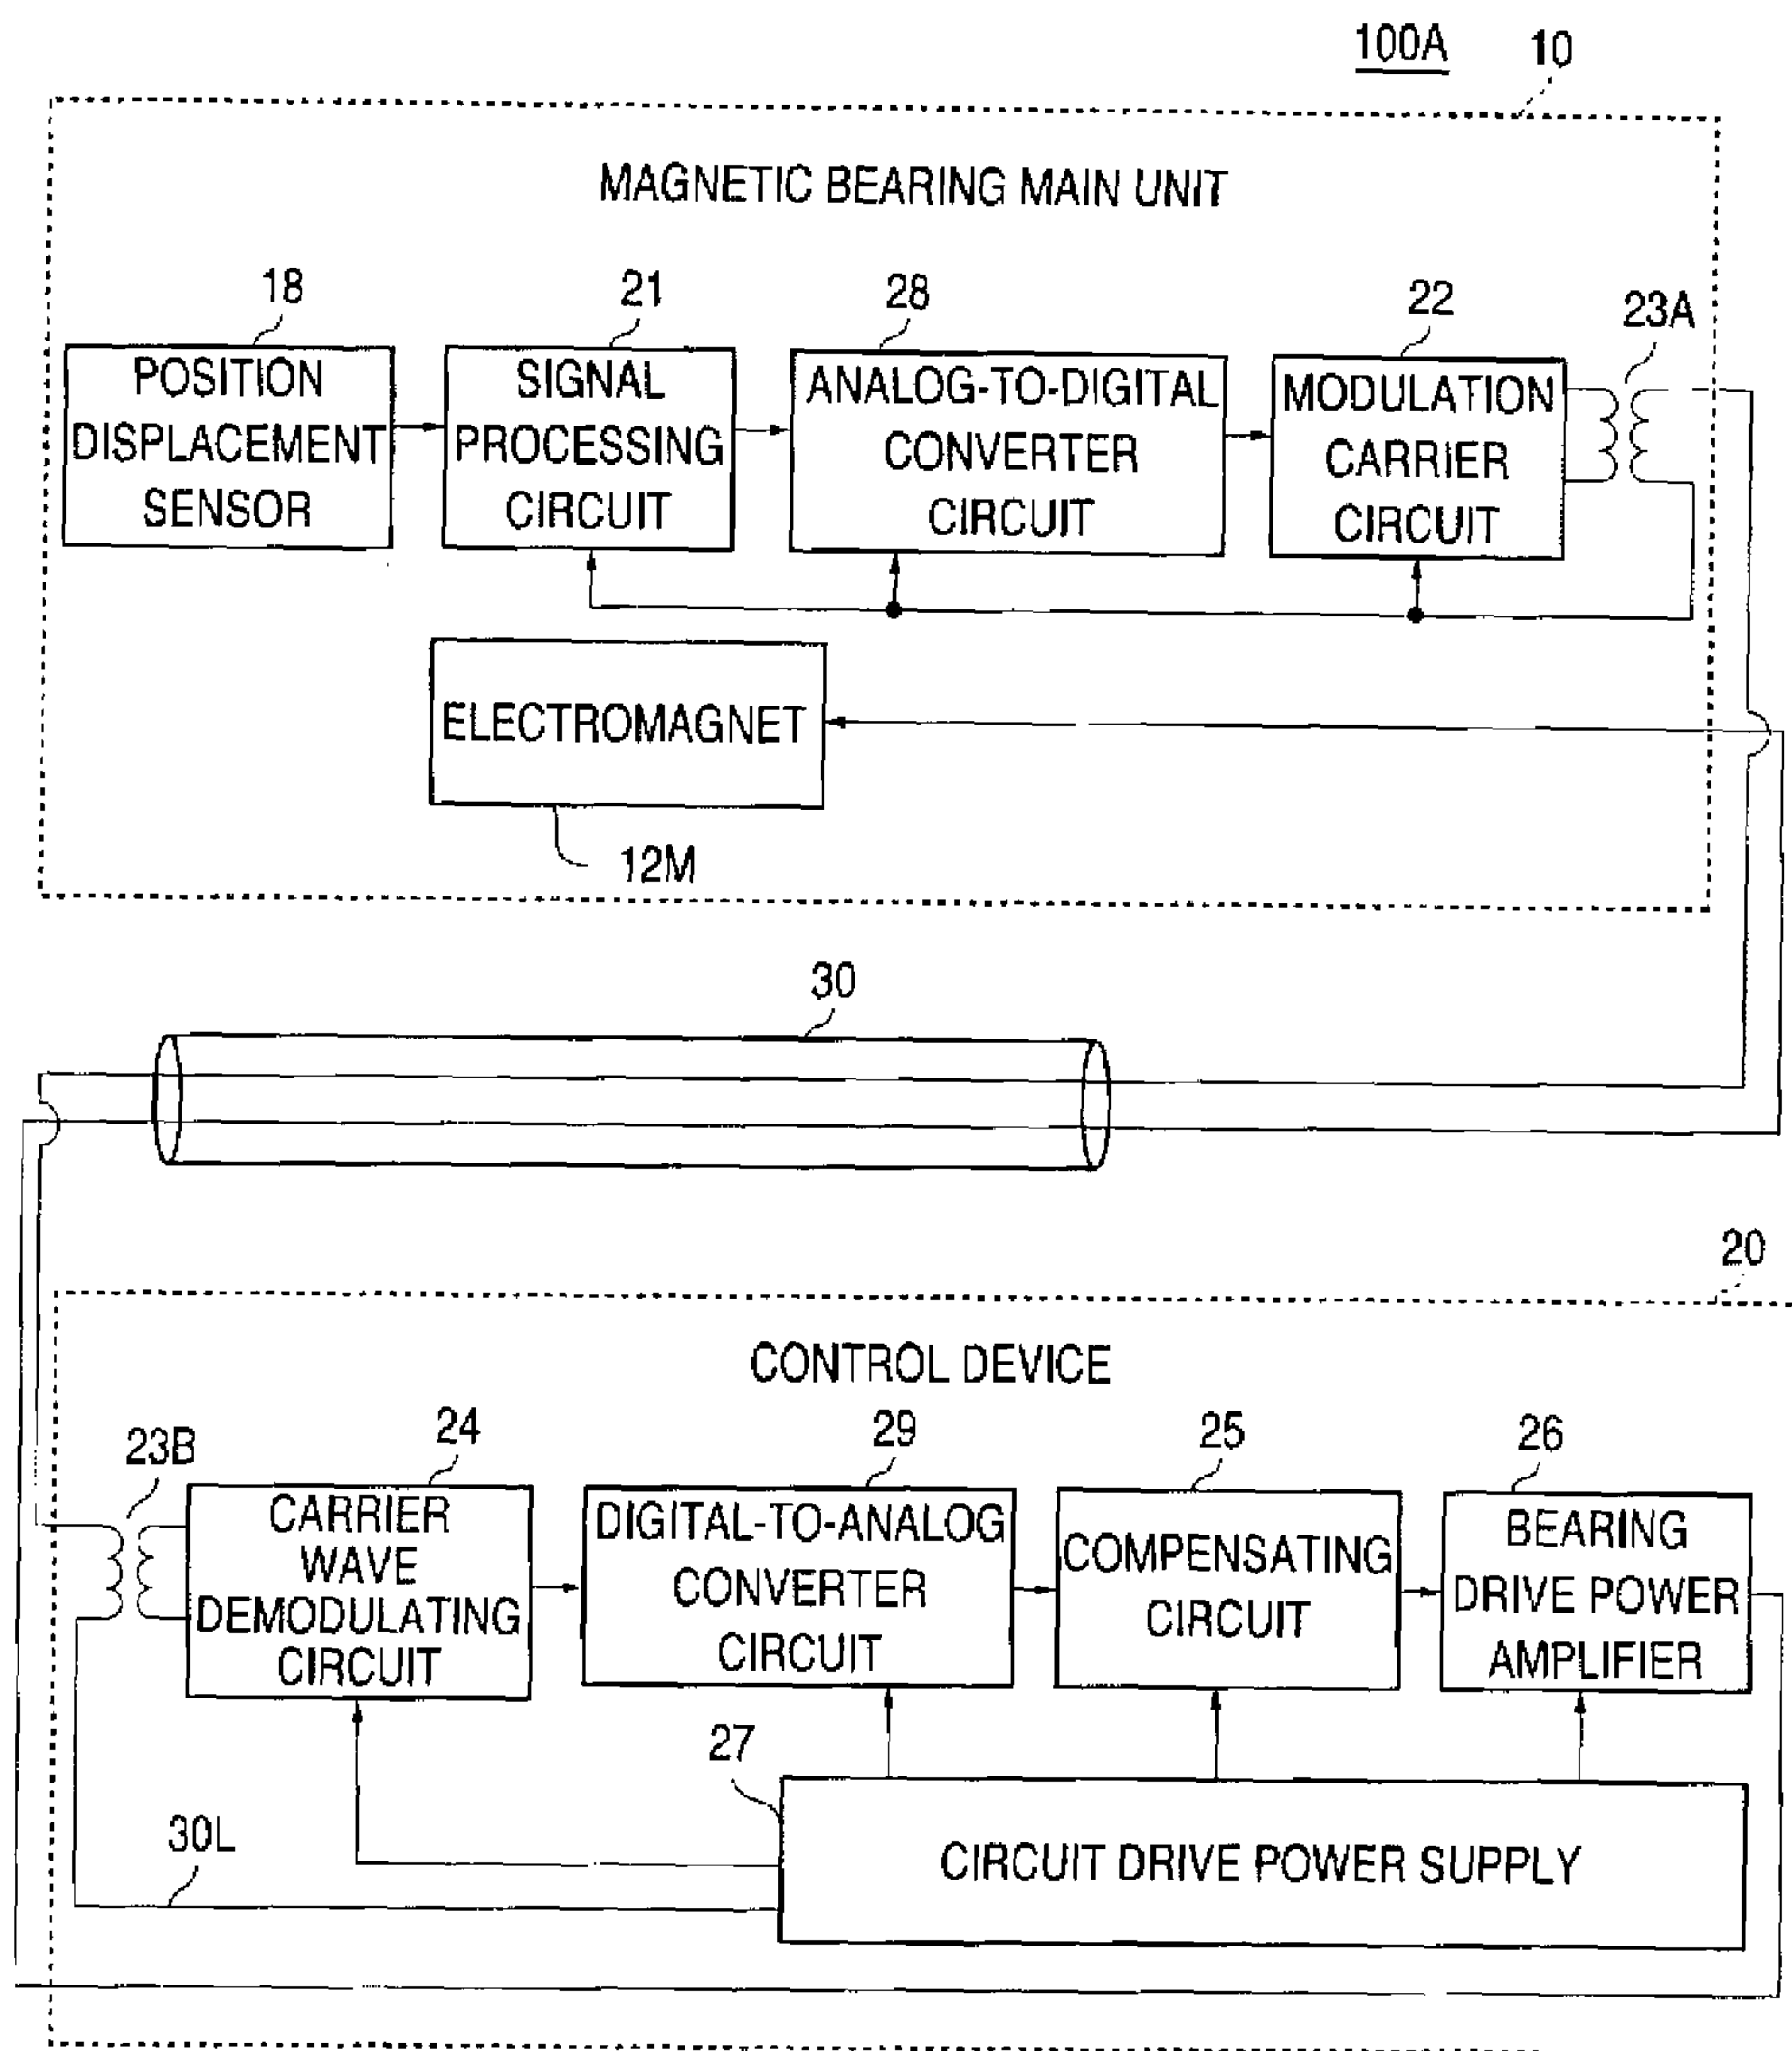 100A
10
MAGNETIC BEARING MAIN UNIT
18
21
28
22
23A
POSITION
DISPLACEMENT
SENSOR
SIGNAL
PROCESSING
CIRCUIT
ANALOG-TO-DIGITAL
CONVERTER
CIRCUIT
MODULATION
CARRIER
CIRCUIT
ELECTROMAGNET
12M
30
20
CONTROL DEVICE
23B
24
29
25
26
CARRIER
WAVE
DEMODULATING
CIRCUIT
DIGITAL-TO-ANALOG
CONVERTER
CIRCUIT
COMPENSATING
CIRCUIT
BEARING
DRIVE POWER
AMPLIFIER
27
30L
CIRCUIT DRIVE POWER SUPPLY